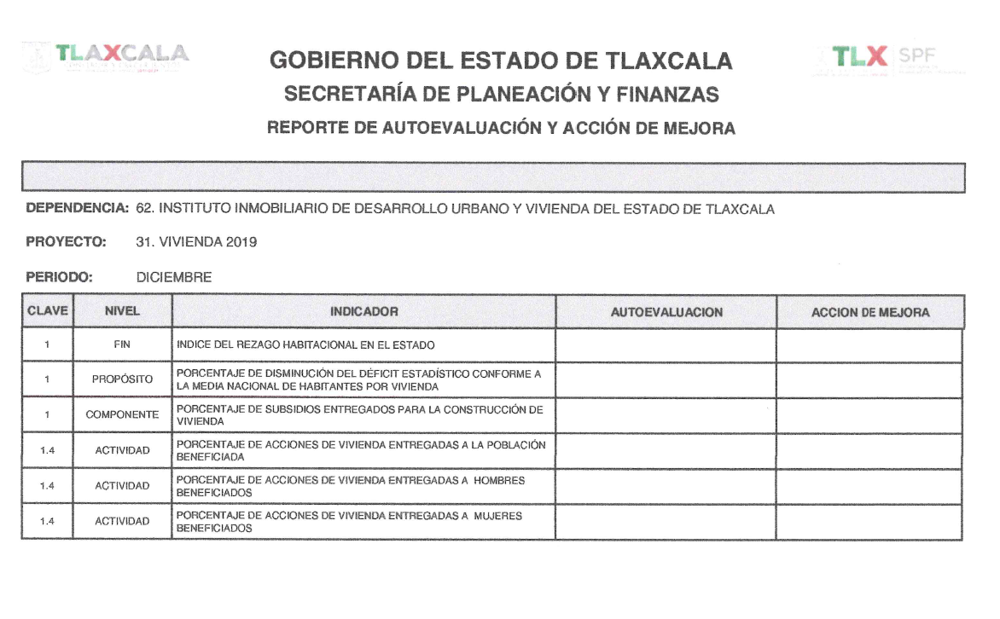 TLAXCALA
TLX SPF
GOBIERNO DEL ESTADO DE TLAXCALA
SECRETARÍA DE PLANEACIÓN Y FINANZAS
REPORTE DE AUTOEVALUACIÓN Y ACCIÓN DE MEJORA
DEPENDENCIA: 62. INSTITUTO INMOBILIARIO DE DESARROLLO URBANO Y VIVIENDA DEL ESTADO DE TLAXCALA
PROYECTO: 31. VIVIENDA 2019
PERIODO: DICIEMBRE
CLAVE NIVEL INDICADOR AUTOEVALUACION ACCION DE MEJORA
1 FIN INDICE DEL REZAGO HABITACIONAL EN EL ESTADO
1 PROPÓSITO PORCENTAJE DE DISMINUCIÓN DEL DÉFICIT ESTADÍSTICO CONFORME A
LA MEDIA NACIONAL DE HABITANTES POR VIVIENDA
1 COMPONENTE PORCENTAJE DE SUBSIDIOS ENTREGADOS PARA LA CONSTRUCCIÓN DE
VIVIENDA
1.4 ACTIVIDAD PORCENTAJE DE ACCIONES DE VIVIENDA ENTREGADAS A LA POBLACIÓN
BENEFICIADA
1.4 ACTIVIDAD PORCENTAJE DE ACCIONES DE VIVIENDA ENTREGADAS A HOMBRES
BENEFICIADOS
1.4 ACTIVIDAD PORCENTAJE DE ACCIONES DE VIVIENDA ENTREGADAS A MUJERES
BENEFICIADOS